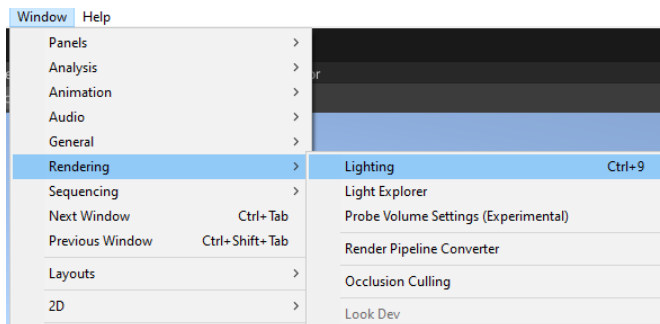 Window Help
Panels
Analysis
Animation
Audio
General
Rendering
Sequencing
Next Window Ctrl+Tab
Previous Window Ctrl+Shift+Tab
Layouts
2D
or
Lighting Ctrl+9
Light Explorer
Probe Volume Settings (Experimental)
Render Pipeline Converter
Occlusion Culling
Look Dev